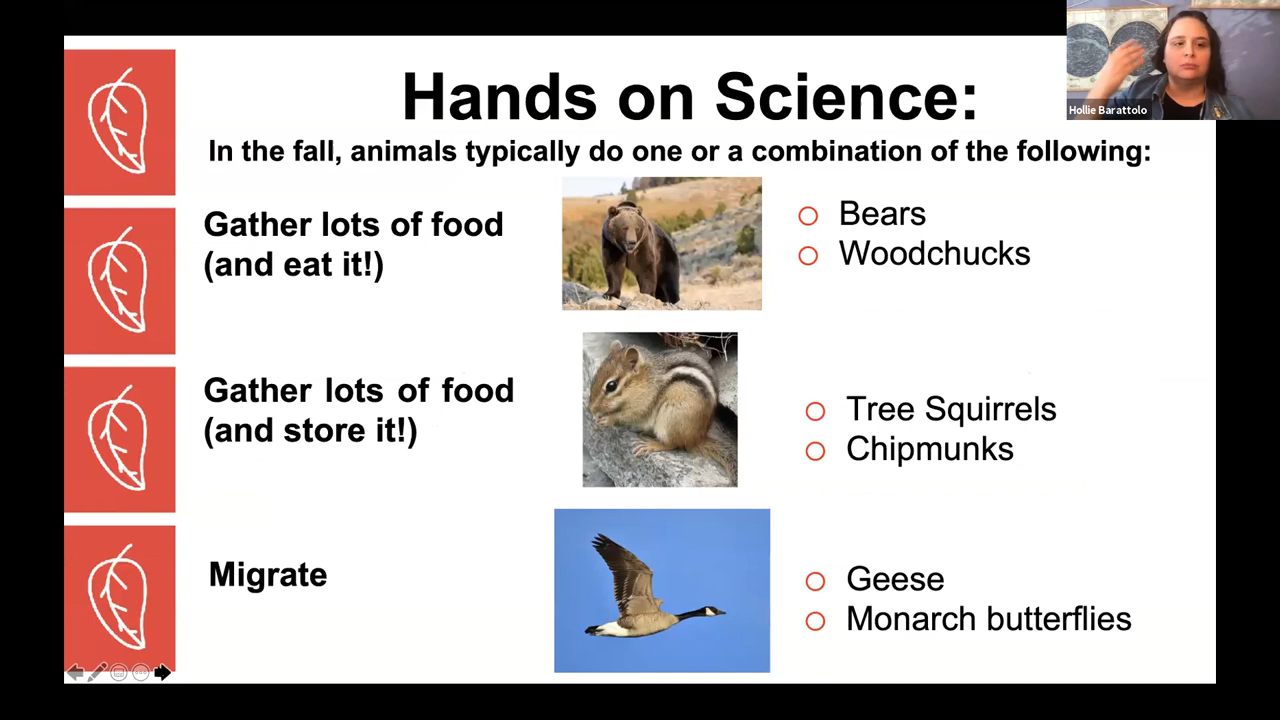 Hands on Science:
Hollie Barattolo
In the fall, animals typically do one or a combination of the following:
Gather lots of food
(and eat it!)
Bears
Woodchucks
Gather lots of food
(and store it!)
Tree Squirrels
Chipmunks
Migrate
Geese
Monarch butterflies